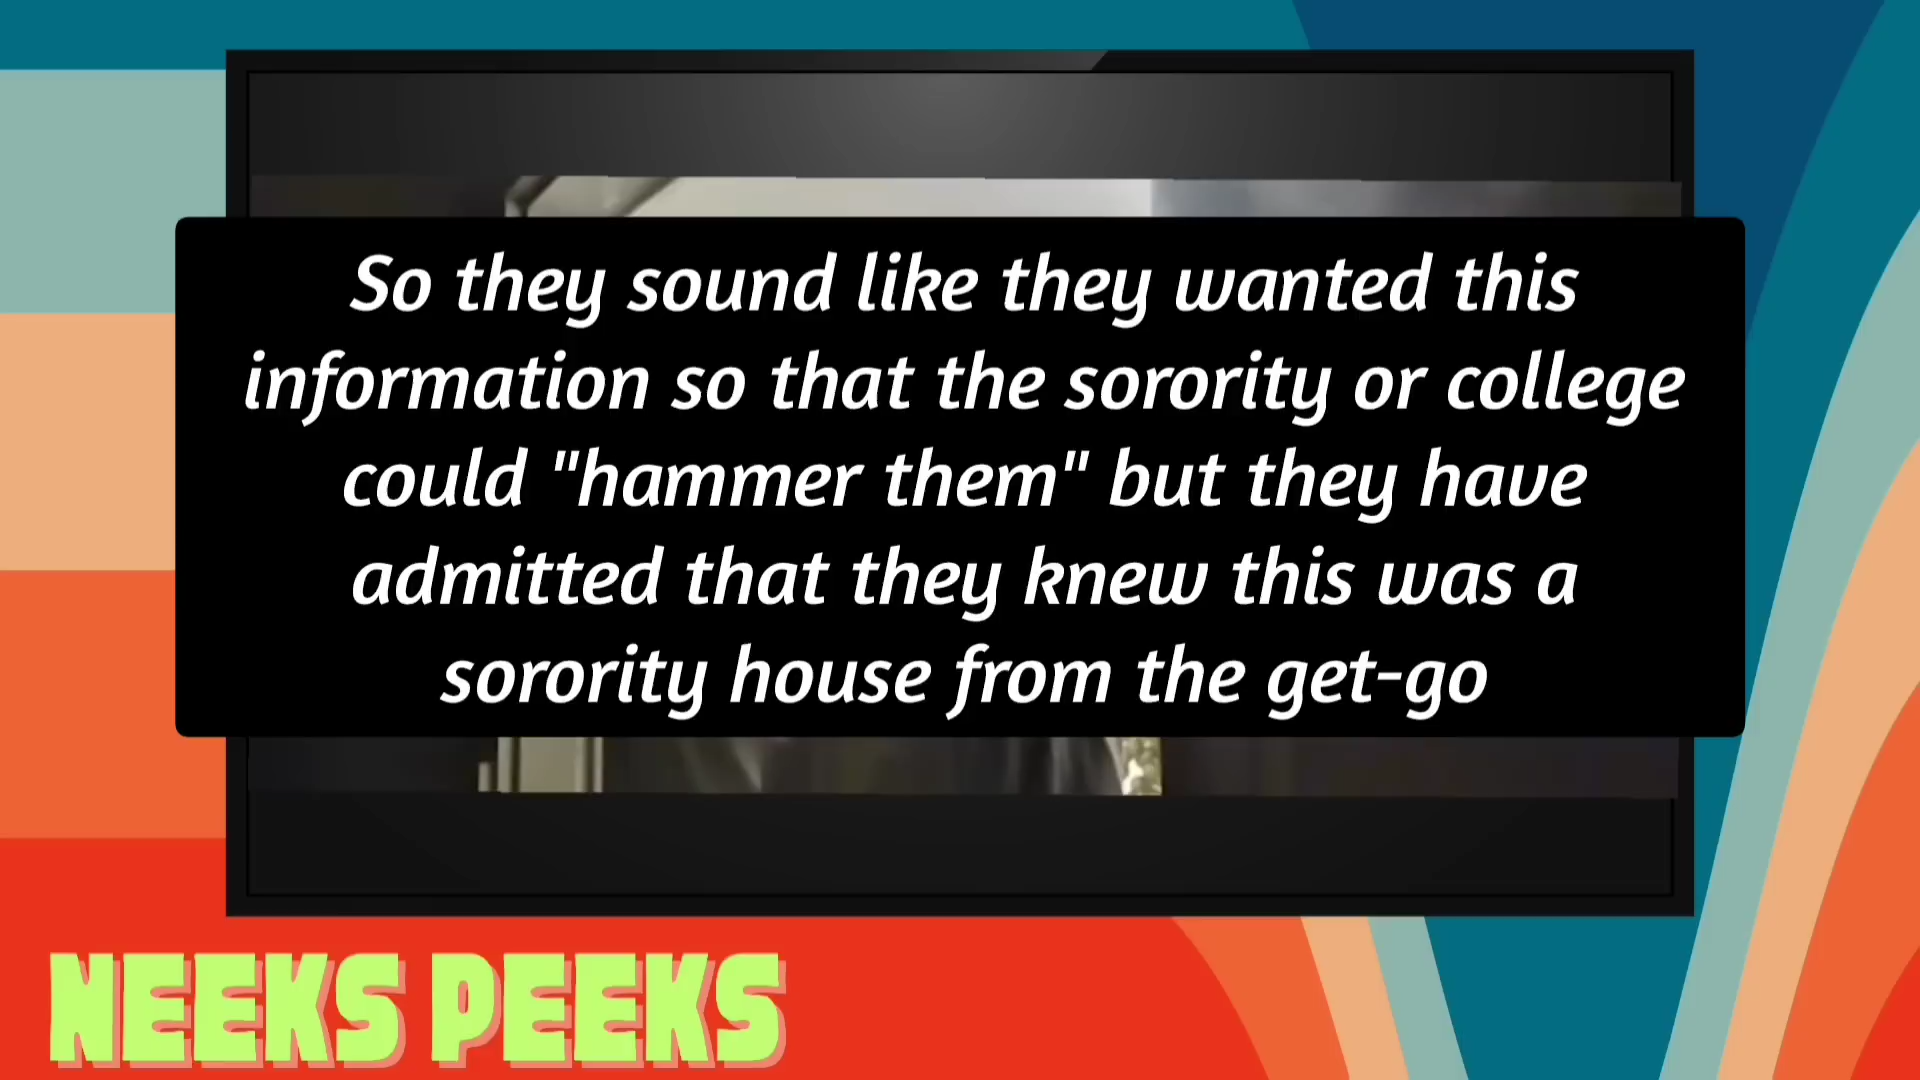 So they sound like they wanted this
information so that the sorority or college
could "hammer them" but they have
admitted that they knew this was a
sorority house from the get-go
NEEKS PEEKS